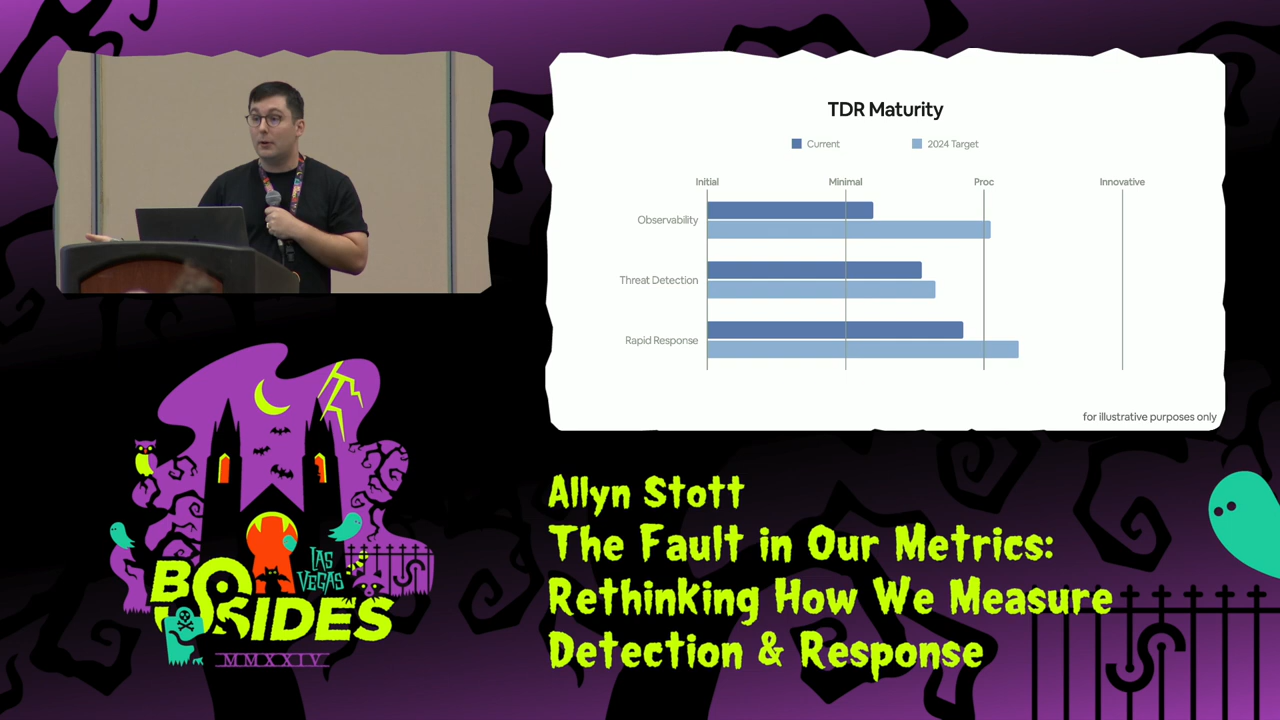 TDR Maturity
Current
2024 Target
Initial
Minimal
Proc
Innovative
Observability
Threat Detection
Rapid Response
for illustrative purposes only
BSIDES
LAS
VEGAS
MMXXIV
Allyn Stott
The Fault in Our Metrics:
Rethinking How We Measure
Detection & Response